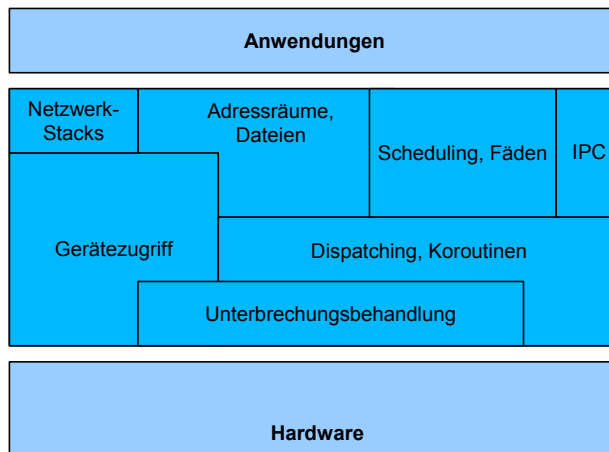 Anwendungen
Netzwerk-
Stacks
Adressräume,
Dateien
Scheduling, Fäden
IPC
Gerätezugriff
Dispatching, Koroutinen
Unterbrechungsbehandlung
Hardware